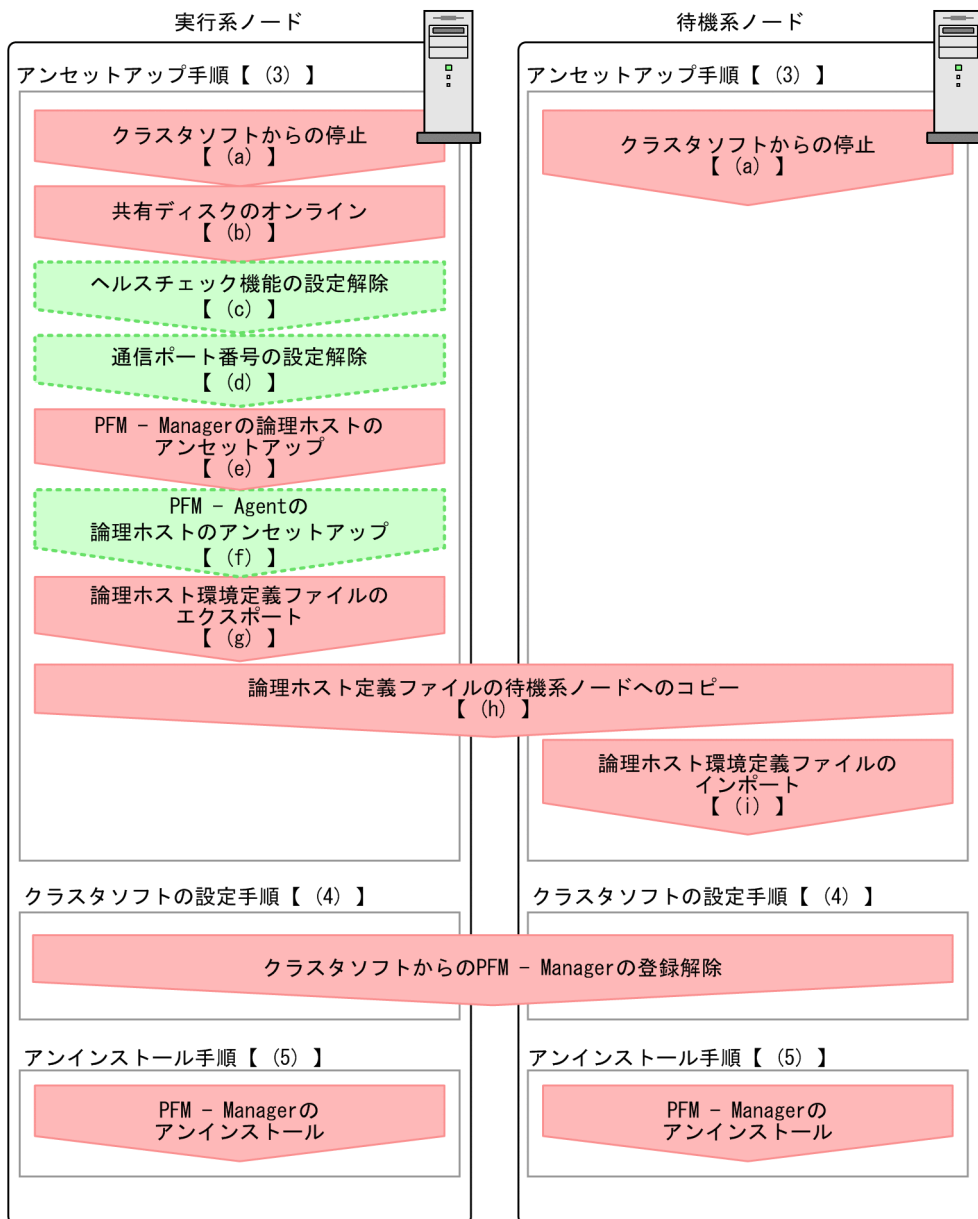 実行系ノード
待機系ノード
アンセットアップ手順【 (3) 】
アンセットアップ手順【 (3) 】
クラスタソフトからの停止
【 (a) 】
クラスタソフトからの停止
【 (a) 】
共有ディスクのオンライン
【 (b) 】
ヘルスチェック機能の設定解除
【 (c) 】
通信ポート番号の設定解除
【 (d) 】
PFM - Managerの論理ホストの
アンセットアップ
【 (e) 】
PFM - Agentの
論理ホストのアンセットアップ
【 (f) 】
論理ホスト環境定義ファイルの
エクスポート
【 (g) 】
論理ホスト定義ファイルの待機系ノードへのコピー
【 (h) 】
論理ホスト環境定義ファイルの
インポート
【 (i) 】
クラスタソフトの設定手順【 (4) 】
クラスタソフトの設定手順【 (4) 】
クラスタソフトからのPFM - Managerの登録解除
アンインストール手順【 (5) 】
アンインストール手順【 (5) 】
PFM - Managerの
アンインストール
PFM - Managerの
アンインストール